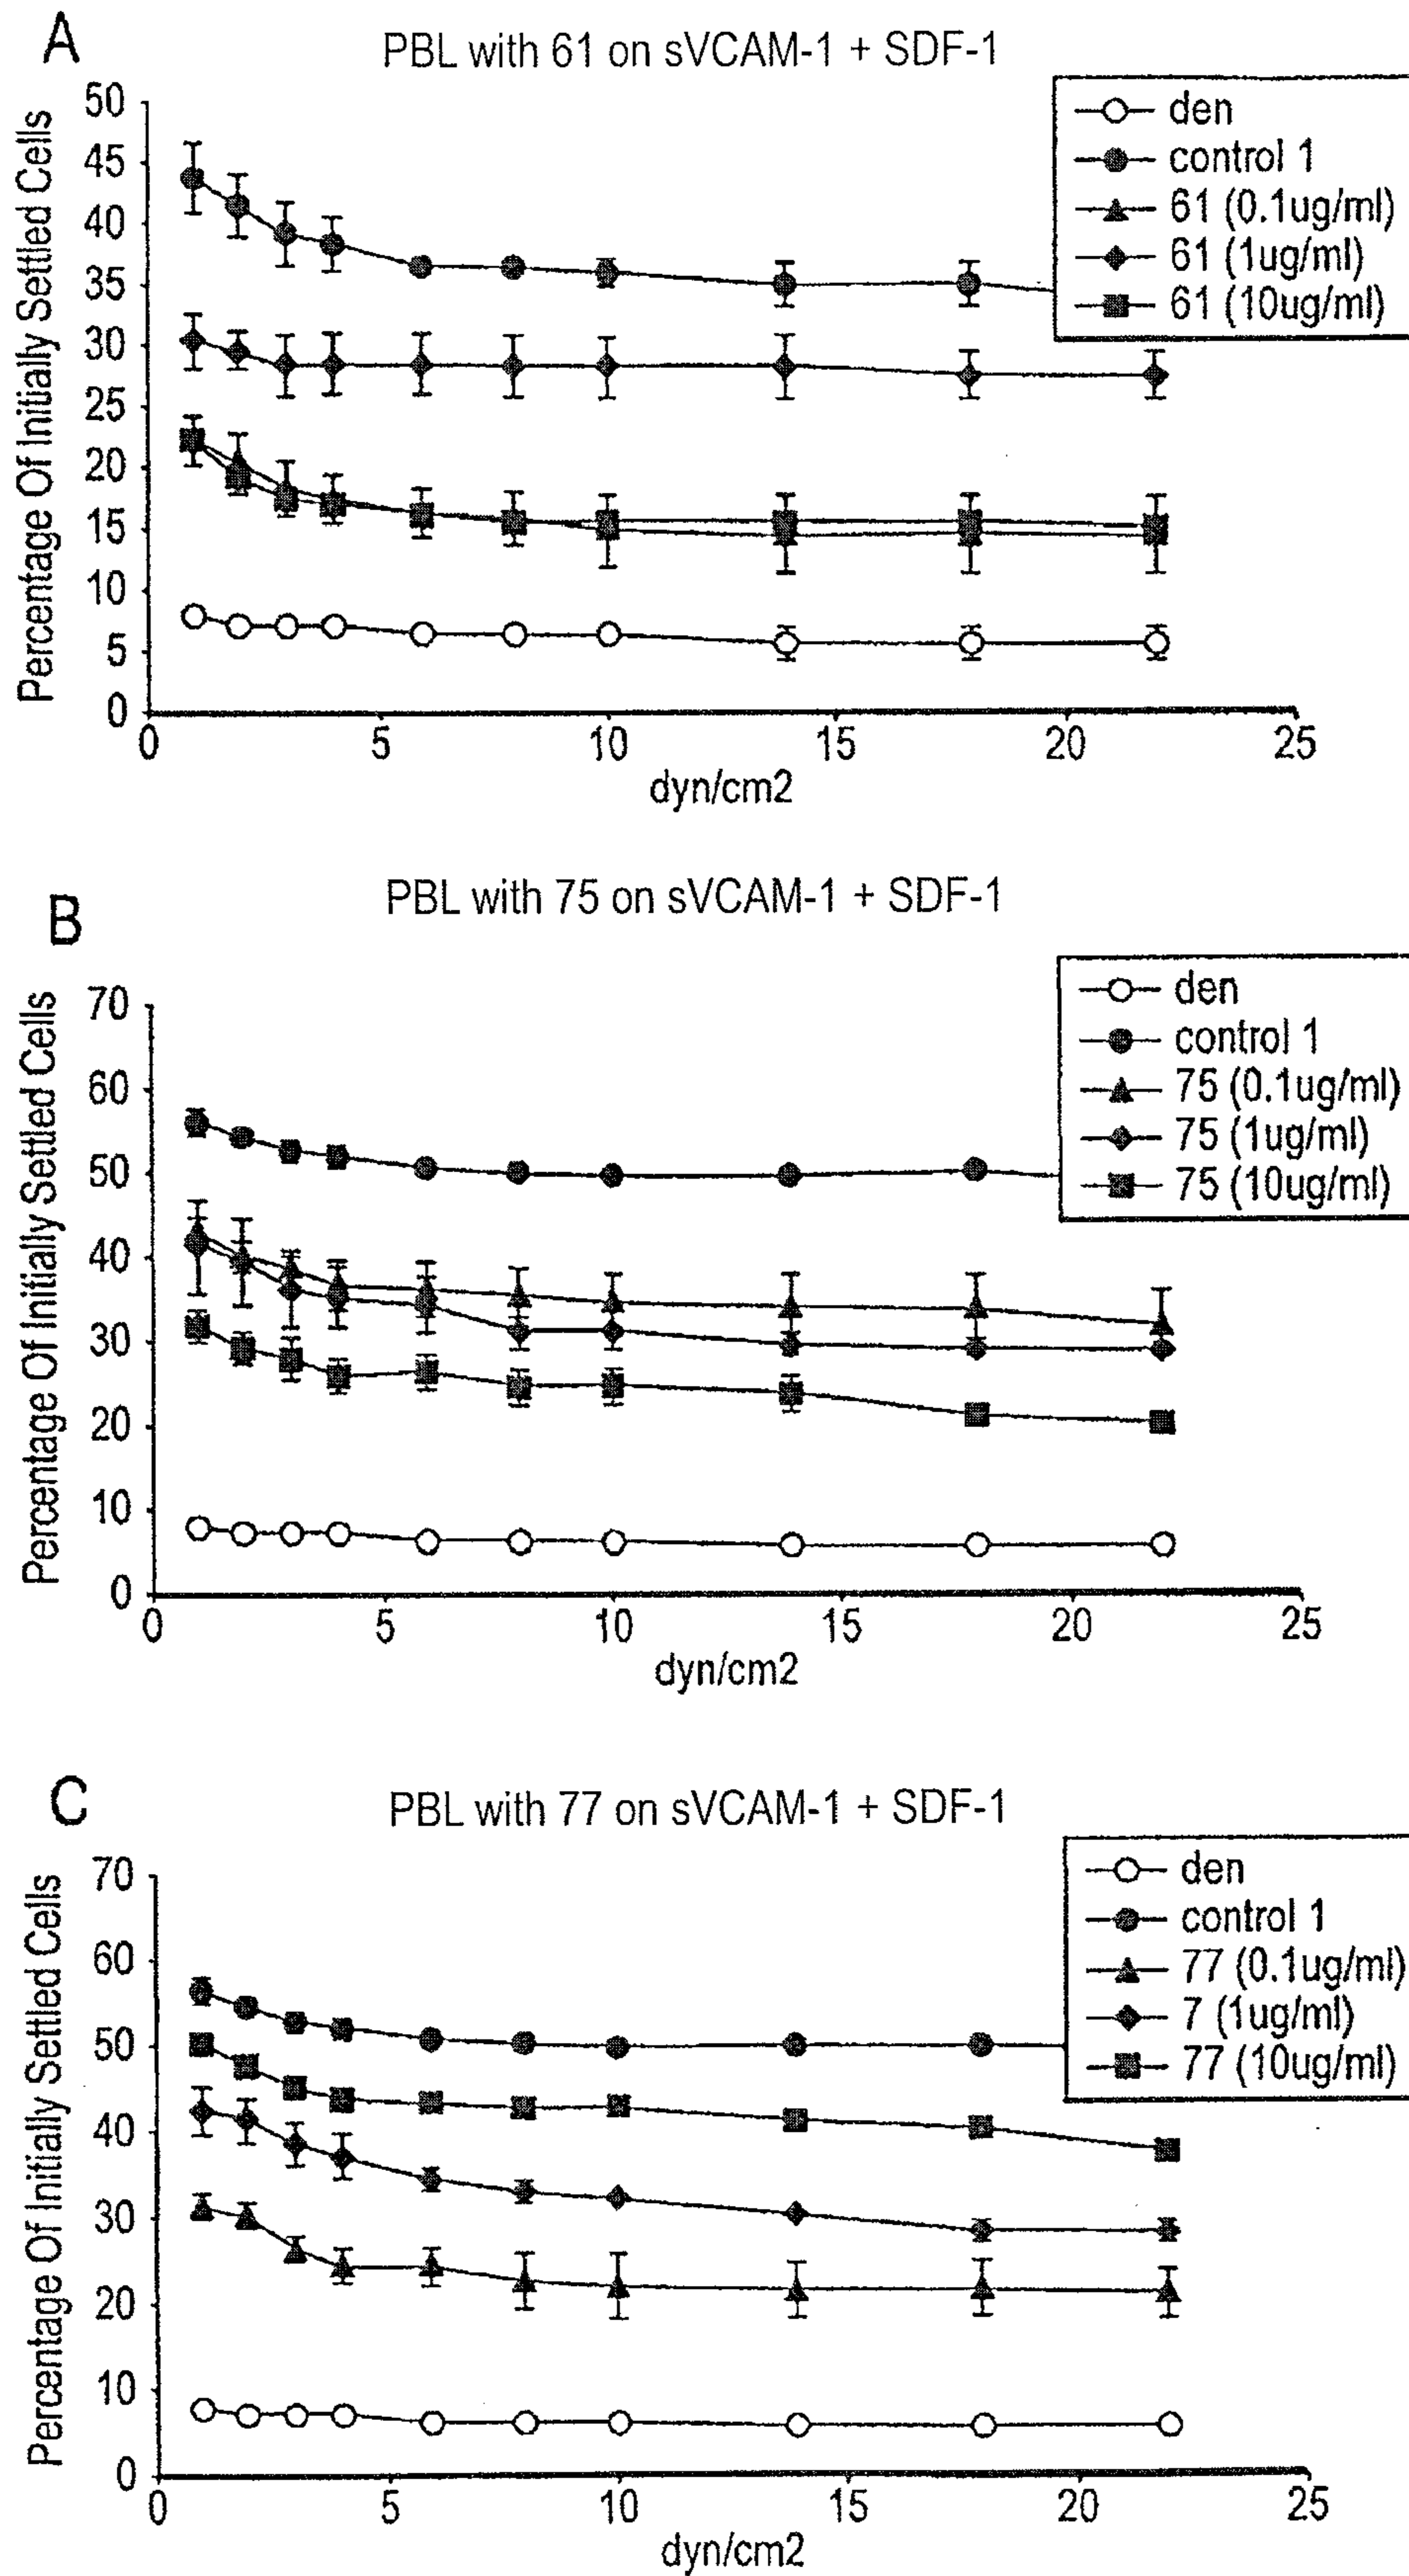 A
PBL with 61 on sVCAM-1 + SDF-1
den
control 1
61 (0.1ug/ml)
61 (1ug/ml)
61 (10ug/ml)
Percentage Of Initially Settled Cells
50
45
40
35
30
25
20
15
10
5
0
0 5 10 15 20 25
dyn/cm2
B
PBL with 75 on sVCAM-1 + SDF-1
den
control 1
75 (0.1ug/ml)
75 (1ug/ml)
75 (10ug/ml)
Percentage Of Initially Settled Cells
70
60
50
40
30
20
10
0
0 5 10 15 20 25
dyn/cm2
C
PBL with 77 on sVCAM-1 + SDF-1
den
control 1
77 (0.1ug/ml)
7 (1ug/ml)
77 (10ug/ml)
Percentage Of Initially Settled Cells
70
60
50
40
30
20
10
0
0 5 10 15 20 25
dyn/cm2